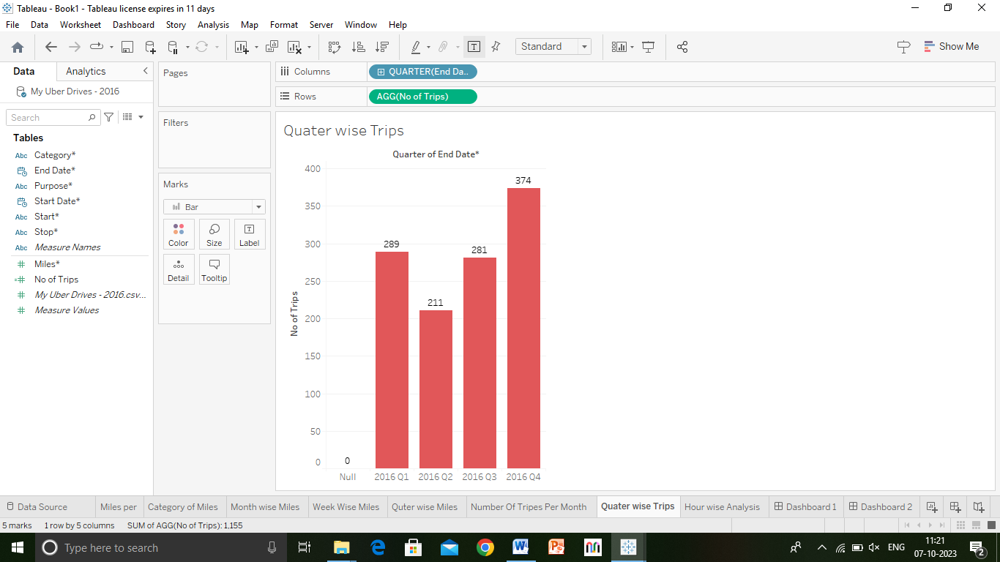 Tableau - Book1 - Tableau license expires in 11 days
File Data Worksheet Dashboard Story Analysis Map Format Server Window Help
Standard
Show Me
Data Analytics
My Uber Drives - 2016
Search
Tables
Abc Category*
End Date*
Abc Purpose*
Start Date*
Abc Start*
Abc Stop*
Abc Measure Names
Miles*
No of Trips
My Uber Drives - 2016.csv...
Measure Values
Pages
Filters
Marks
Bar
Color Size Label
Detail Tooltip
Columns QUARTER(End Da..
Rows AGG(No of Trips)
Quater wise Trips
Quarter of End Date*
No of Trips
400
350
300
250
200
150
100
50
0
0 289 211 281 374
Null 2016 Q1 2016 Q2 2016 Q3 2016 Q4
Data Source Miles per Category of Miles Month wise Miles Week Wise Miles Quter wise Miles Number Of Tripes Per Month Quater wise Trips Hour wise Analysis Dashboard 1 Dashboard 2
5 marks 1 row by 5 columns SUM of AGG(No of Trips): 1,155
Type here to search
ENG
11:21
07-10-2023
2